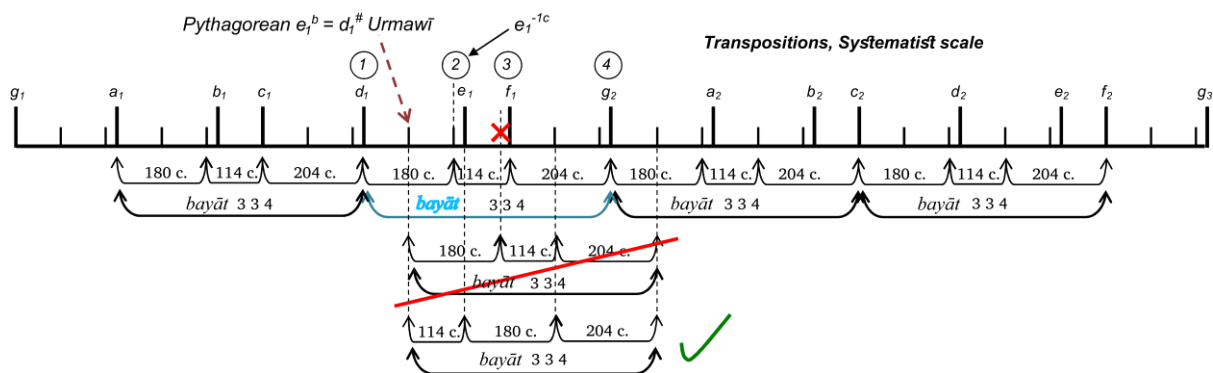 Pythagorean e₁ᵇ = d₁# Urmawī
e₁⁻¹ᶜ
Transpositions, Systematist scale
1 2 3 4
g₁ a₁ b₁ c₁ d₁ e₁ f₁ g₂ a₂ b₂ c₂ d₂ e₂ f₂ g₃
180 c. 114 c. 204 c. 180 c. 114 c. 204 c. 180 c. 114 c. 204 c. 180 c. 114 c. 204 c.
bayāt 3 3 4 bayāt 3 3 4 bayāt 3 3 4 bayāt 3 3 4
180 c. 114 c. 204 c.
bayāt 3 3 4
114 c. 180 c. 204 c.
bayāt 3 3 4